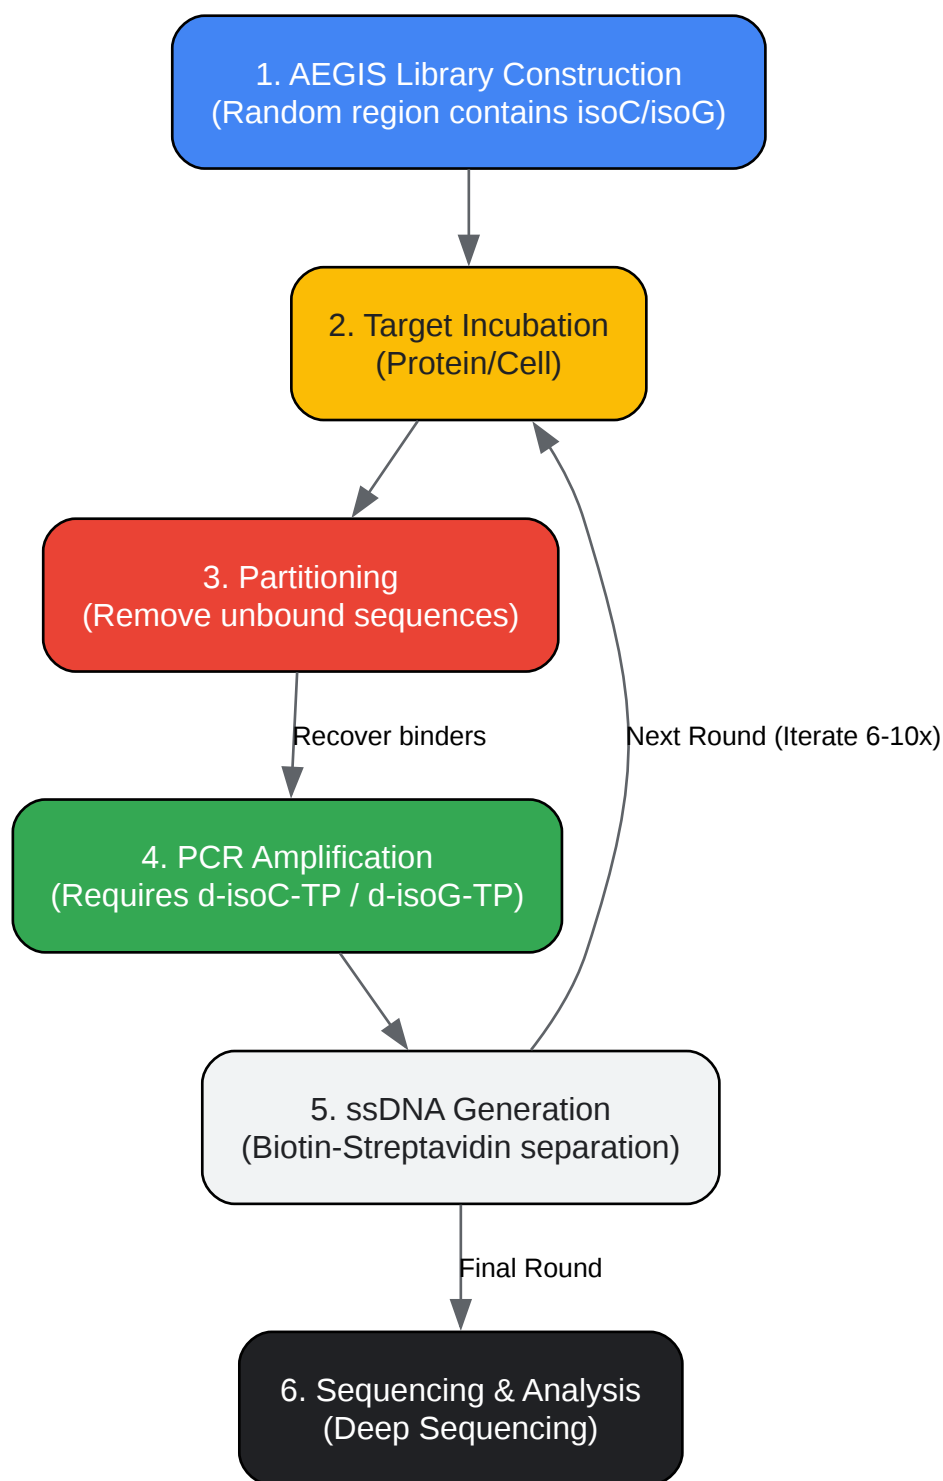 1. AEGIS Library Construction
(Random region contains isoC/isoG)
2. Target Incubation
(Protein/Cell)
3. Partitioning
(Remove unbound sequences)
Recover binders
Next Round (Iterate 6-10x)
4. PCR Amplification
(Requires d-isoC-TP / d-isoG-TP)
5. ssDNA Generation
(Biotin-Streptavidin separation)
Final Round
6. Sequencing & Analysis
(Deep Sequencing)